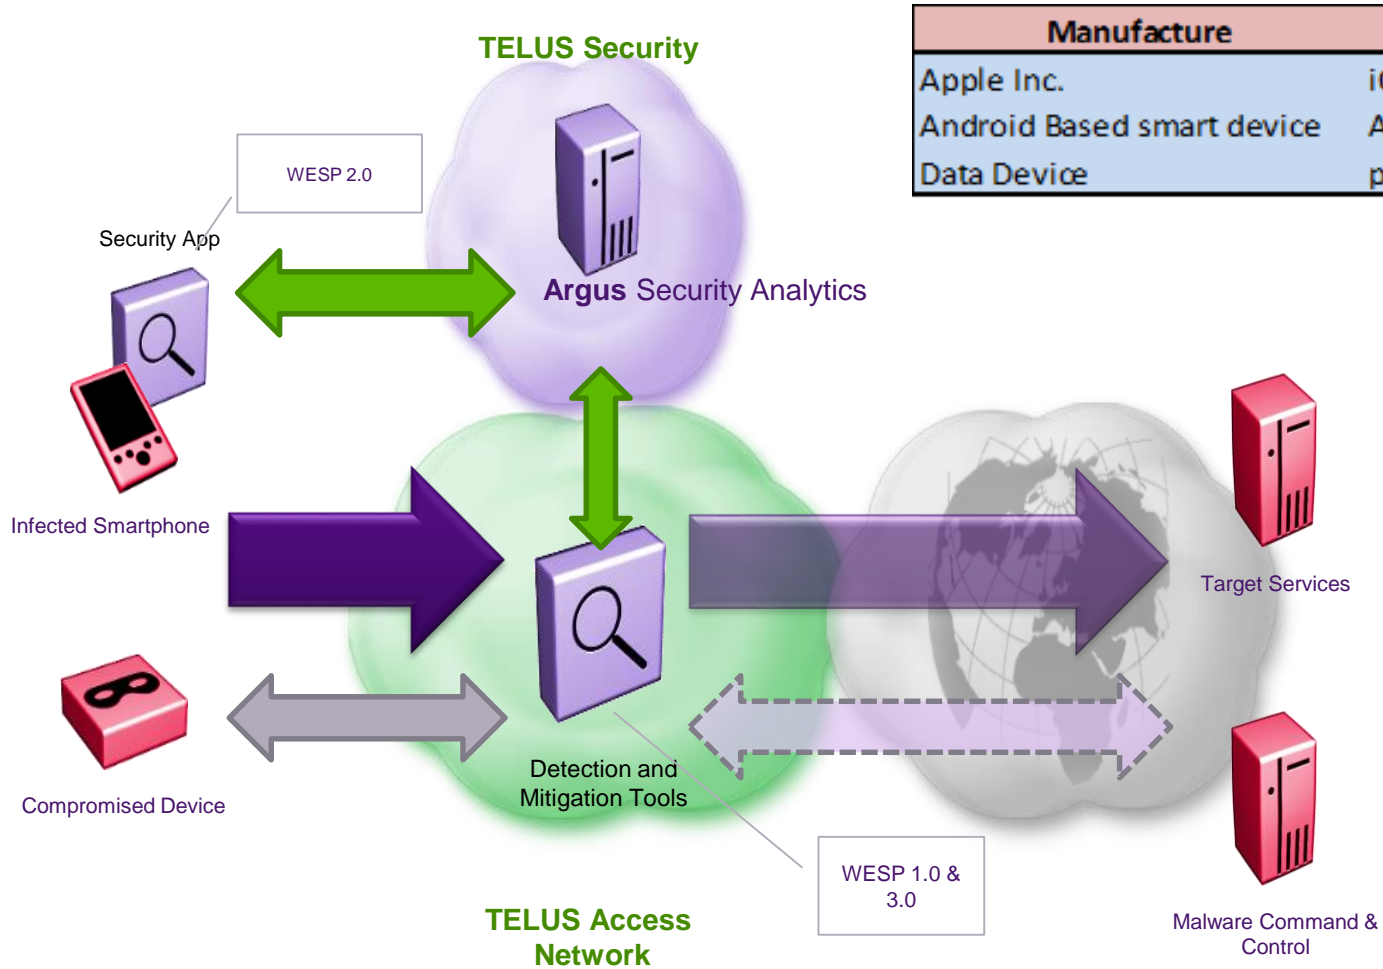 TELUS Security
Manufacture
Apple Inc.
Android Based smart device
Data Device
WESP 2.0
Security App
Argus Security Analytics
Infected Smartphone
Target Services
Detection and
Mitigation Tools
Compromised Device
WESP 1.0 &
3.0
TELUS Access
Network
Malware Command &
Control